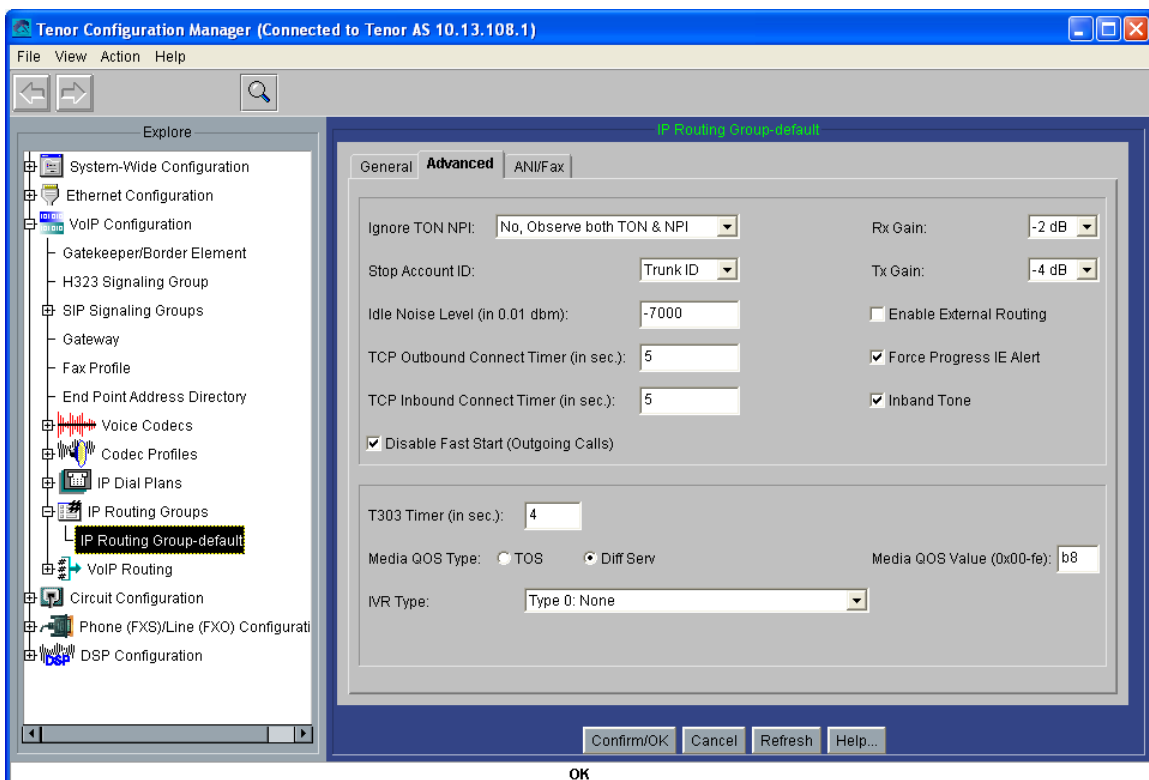 Tenor Configuration Manager (Connected to Tenor AS 10.13.108.1)
File View Action Help
Explore
System-Wide Configuration
Ethernet Configuration
VoIP Configuration
Gatekeeper/Border Element
H323 Signaling Group
SIP Signaling Groups
Gateway
Fax Profile
End Point Address Directory
Voice Codecs
Codec Profiles
IP Dial Plans
IP Routing Groups
IP Routing Group-default
VoIP Routing
Circuit Configuration
Phone (FXS)/Line (FXO) Configurati
DSP Configuration
IP Routing Group-default
General Advanced ANI/Fax
Ignore TON NPI: No, Observe both TON & NPI Rx Gain: -2 dB
Stop Account ID: Trunk ID Tx Gain: -4 dB
Idle Noise Level (in 0.01 dbm): -7000 Enable External Routing
TCP Outbound Connect Timer (in sec.): 5 Force Progress IE Alert
TCP Inbound Connect Timer (in sec.): 5 Inband Tone
Disable Fast Start (Outgoing Calls)
T303 Timer (in sec.): 4
Media QOS Type: TOS Diff Serv Media QOS Value (0x00-fe): b8
IVR Type: Type 0: None
Confirm/OK Cancel Refresh Help...
OK